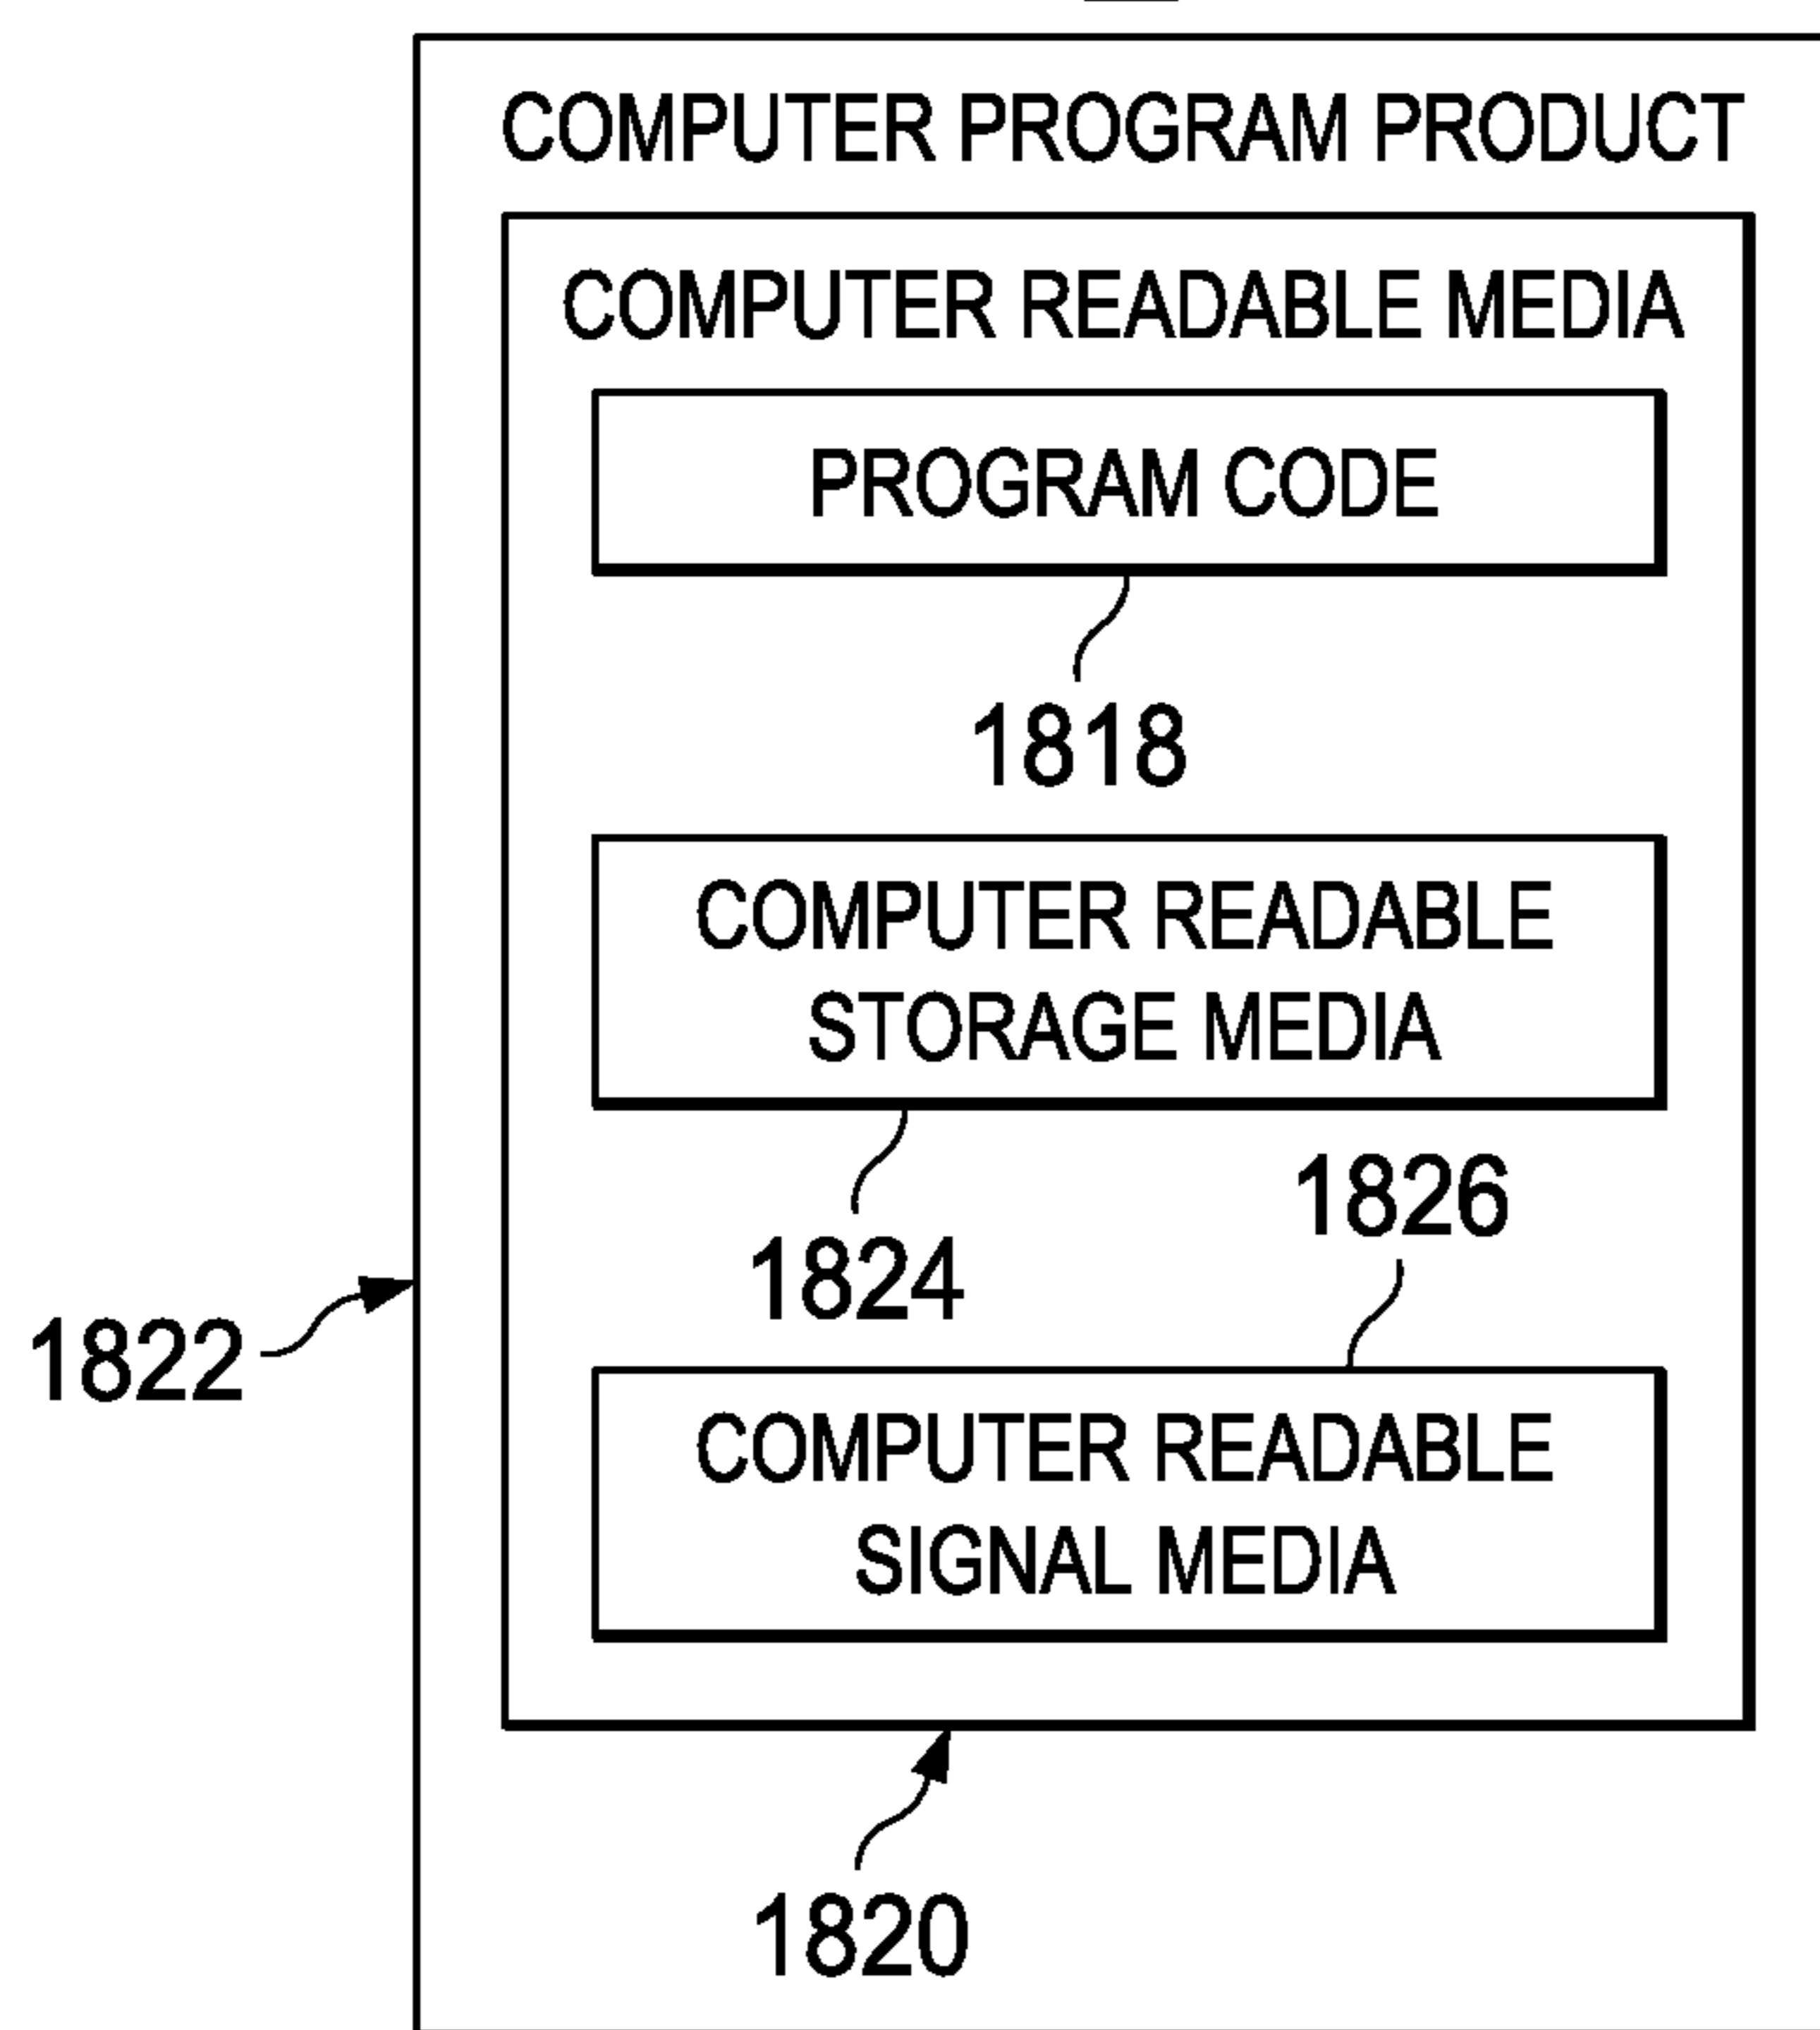 COMPUTER PROGRAM PRODUCT
COMPUTER READABLE MEDIA
PROGRAM CODE
1818
COMPUTER READABLE
STORAGE MEDIA
1826
1824
1822
COMPUTER READABLE
SIGNAL MEDIA
1820